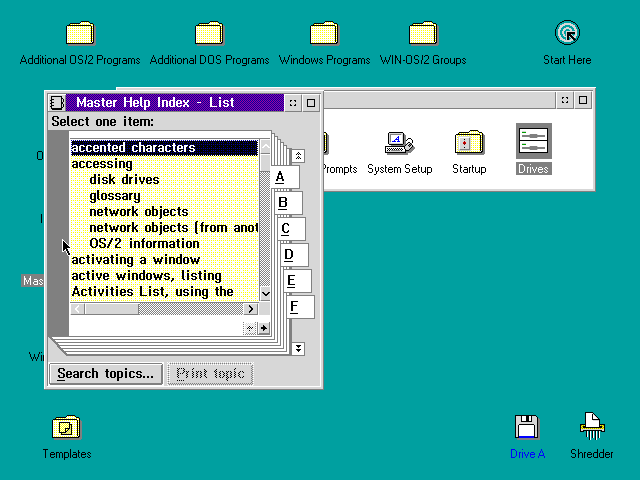 Additional OS/2 Programs
Additional DOS Programs
Windows Programs
WIN-OS/2 Groups
Start Here
Master Help Index - List
Select one item:
accented characters
accessing
disk drives
glossary
network objects
network objects (from anot
OS/2 information
activating a window
active windows, listing
Activities List, using the
A
B
C
D
E
F
Search topics...
Print topic
Prompts
System Setup
Startup
Drives
Mas
Wi
Templates
Drive A
Shredder